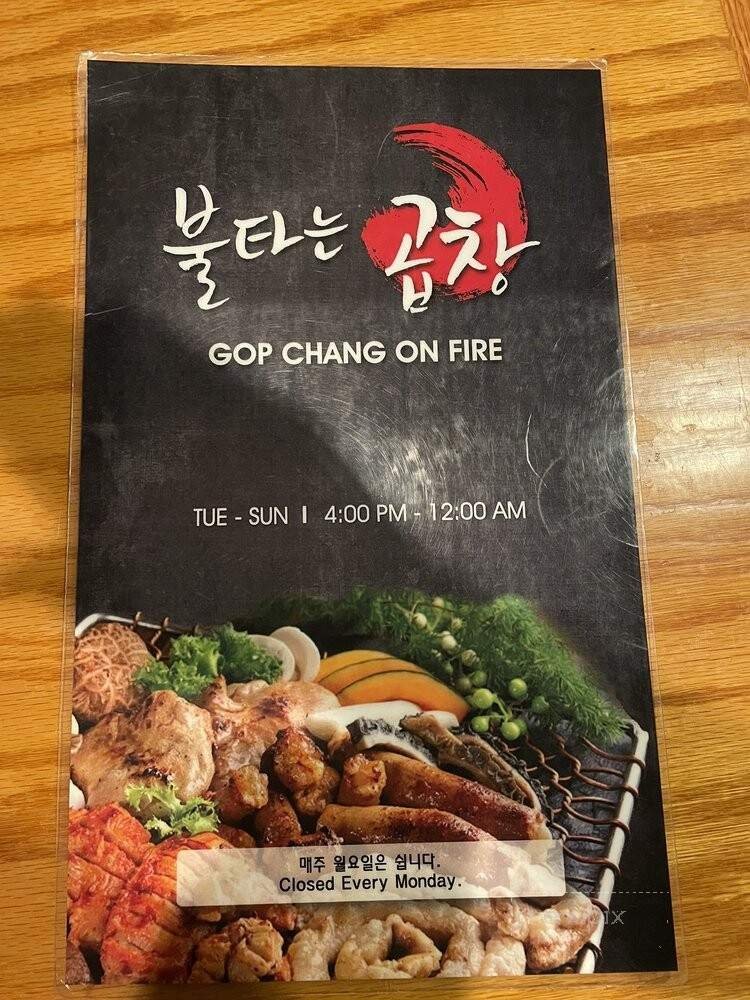 불타는 곱창
GOP CHANG ON FIRE
TUE - SUN I 4:00 PM - 12:00 AM
매주 월요일은 쉽니다.
Closed Every Monday.